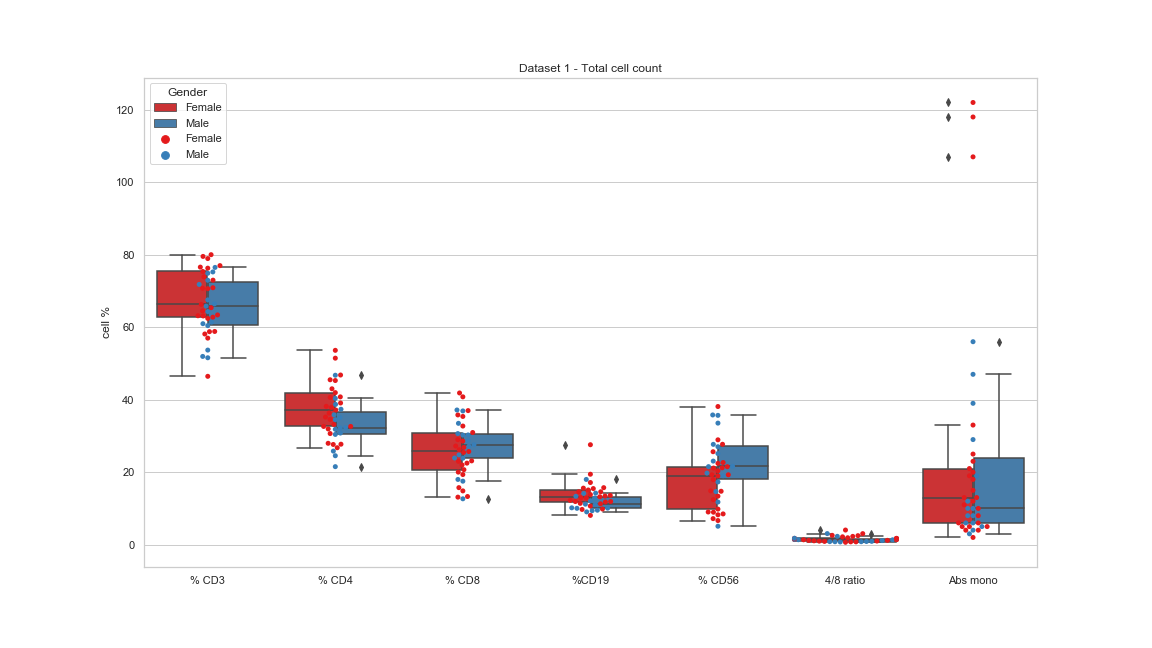 Dataset 1 - Total cell count
Gender
Female
Male
Female
Male
cell %
120
100
80
60
40
20
0
% CD3
% CD4
% CD8
%CD19
% CD56
4/8 ratio
Abs mono